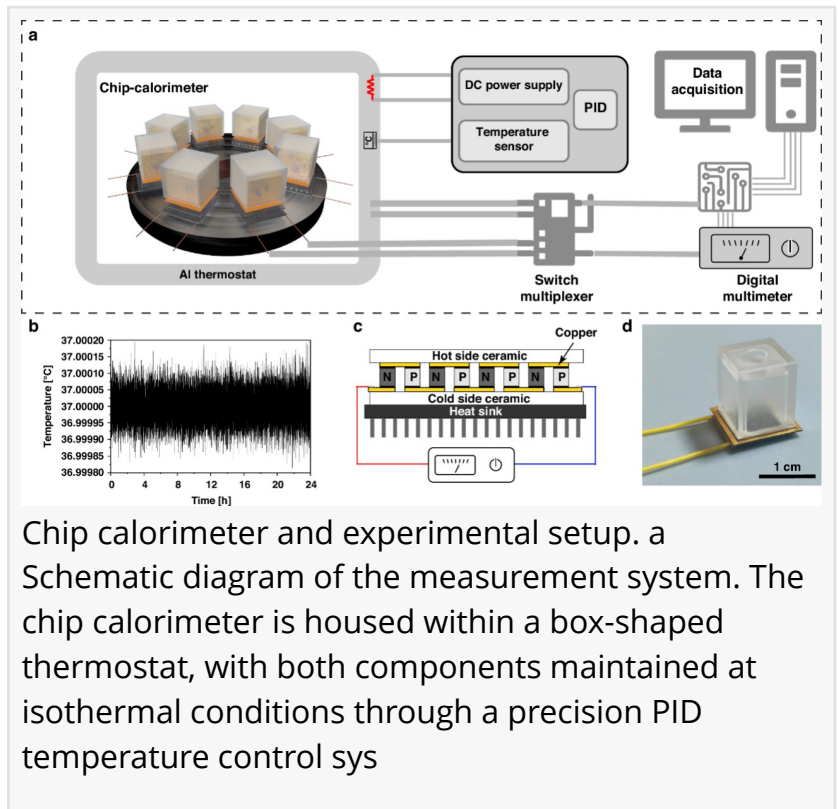 a
Chip-calorimeter
Al thermostat
°C
DC power supply
Temperature
sensor
PID
Data
acquisition
Switch
multiplexer
Digital
multimeter
b
37.00020
37.00015
37.00010
37.00005
37.00000
36.99995
36.99990
36.99985
36.99980
Temperature [°C]
0 4 8 12 16 20 24
Time [h]
c
Copper
Hot side ceramic
N P N P N P N P
Cold side ceramic
Heat sink
d
1 cm
Chip calorimeter and experimental setup. a
Schematic diagram of the measurement system. The
chip calorimeter is housed within a box-shaped
thermostat, with both components maintained at
isothermal conditions through a precision PID
temperature control sys